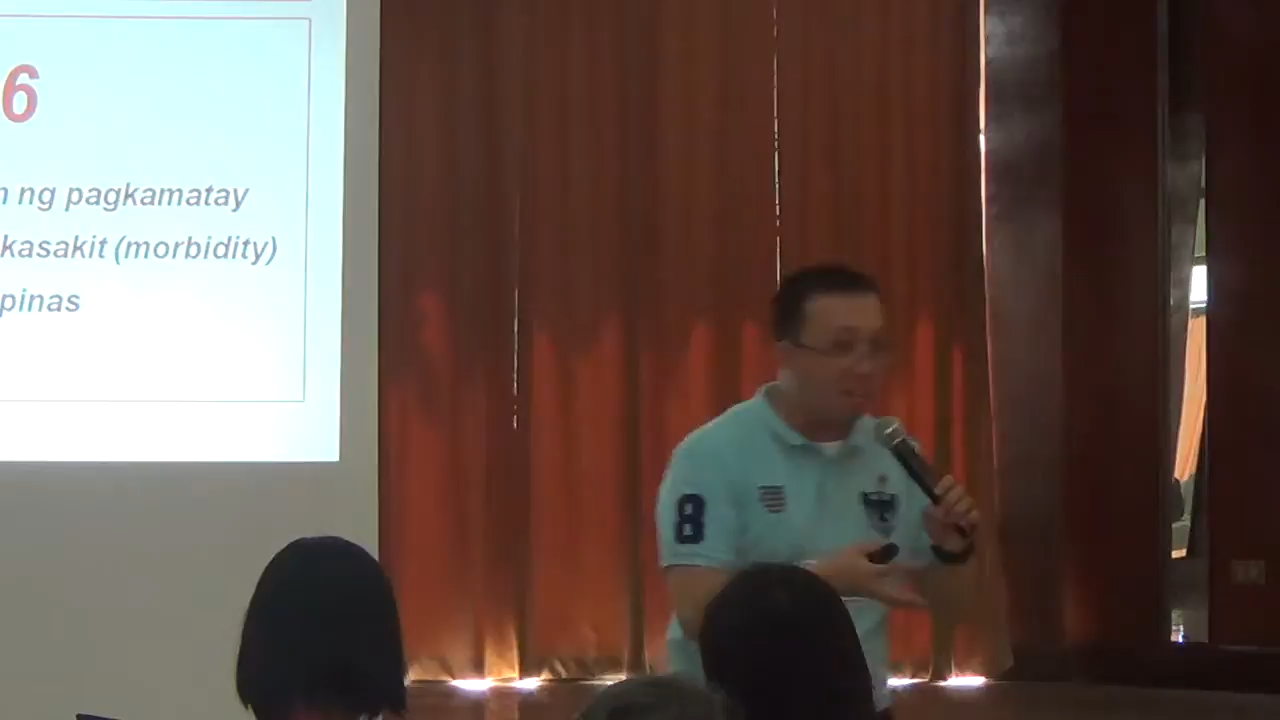 6
ng pagkamatay
kasakit (morbidity)
pinas
8